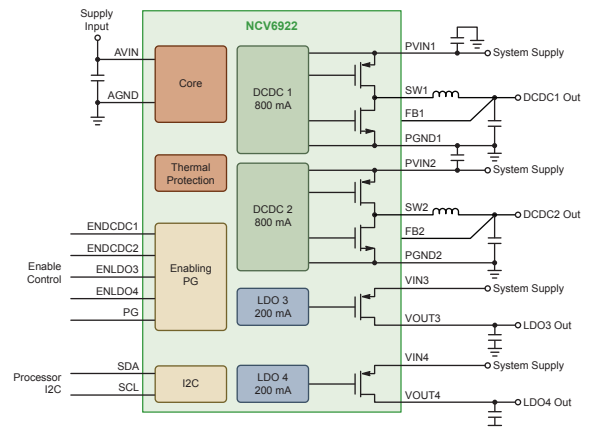 Supply
Input
NCV6922
AVIN
AGND
Core
Thermal
Protection
DCDC 1
800 mA
PVIN1
System Supply
SW1
DCDC1 Out
FB1
PGND1
PVIN2
System Supply
DCDC 2
800 mA
SW2
DCDC2 Out
FB2
PGND2
Enable
Control
ENDCDC1
ENDCDC2
ENLDO3
ENLDO4
PG
Enabling
PG
LDO 3
200 mA
VIN3
System Supply
VOUT3
LDO3 Out
Processor
I2C
SDA
SCL
I2C
LDO 4
200 mA
VIN4
System Supply
VOUT4
LDO4 Out